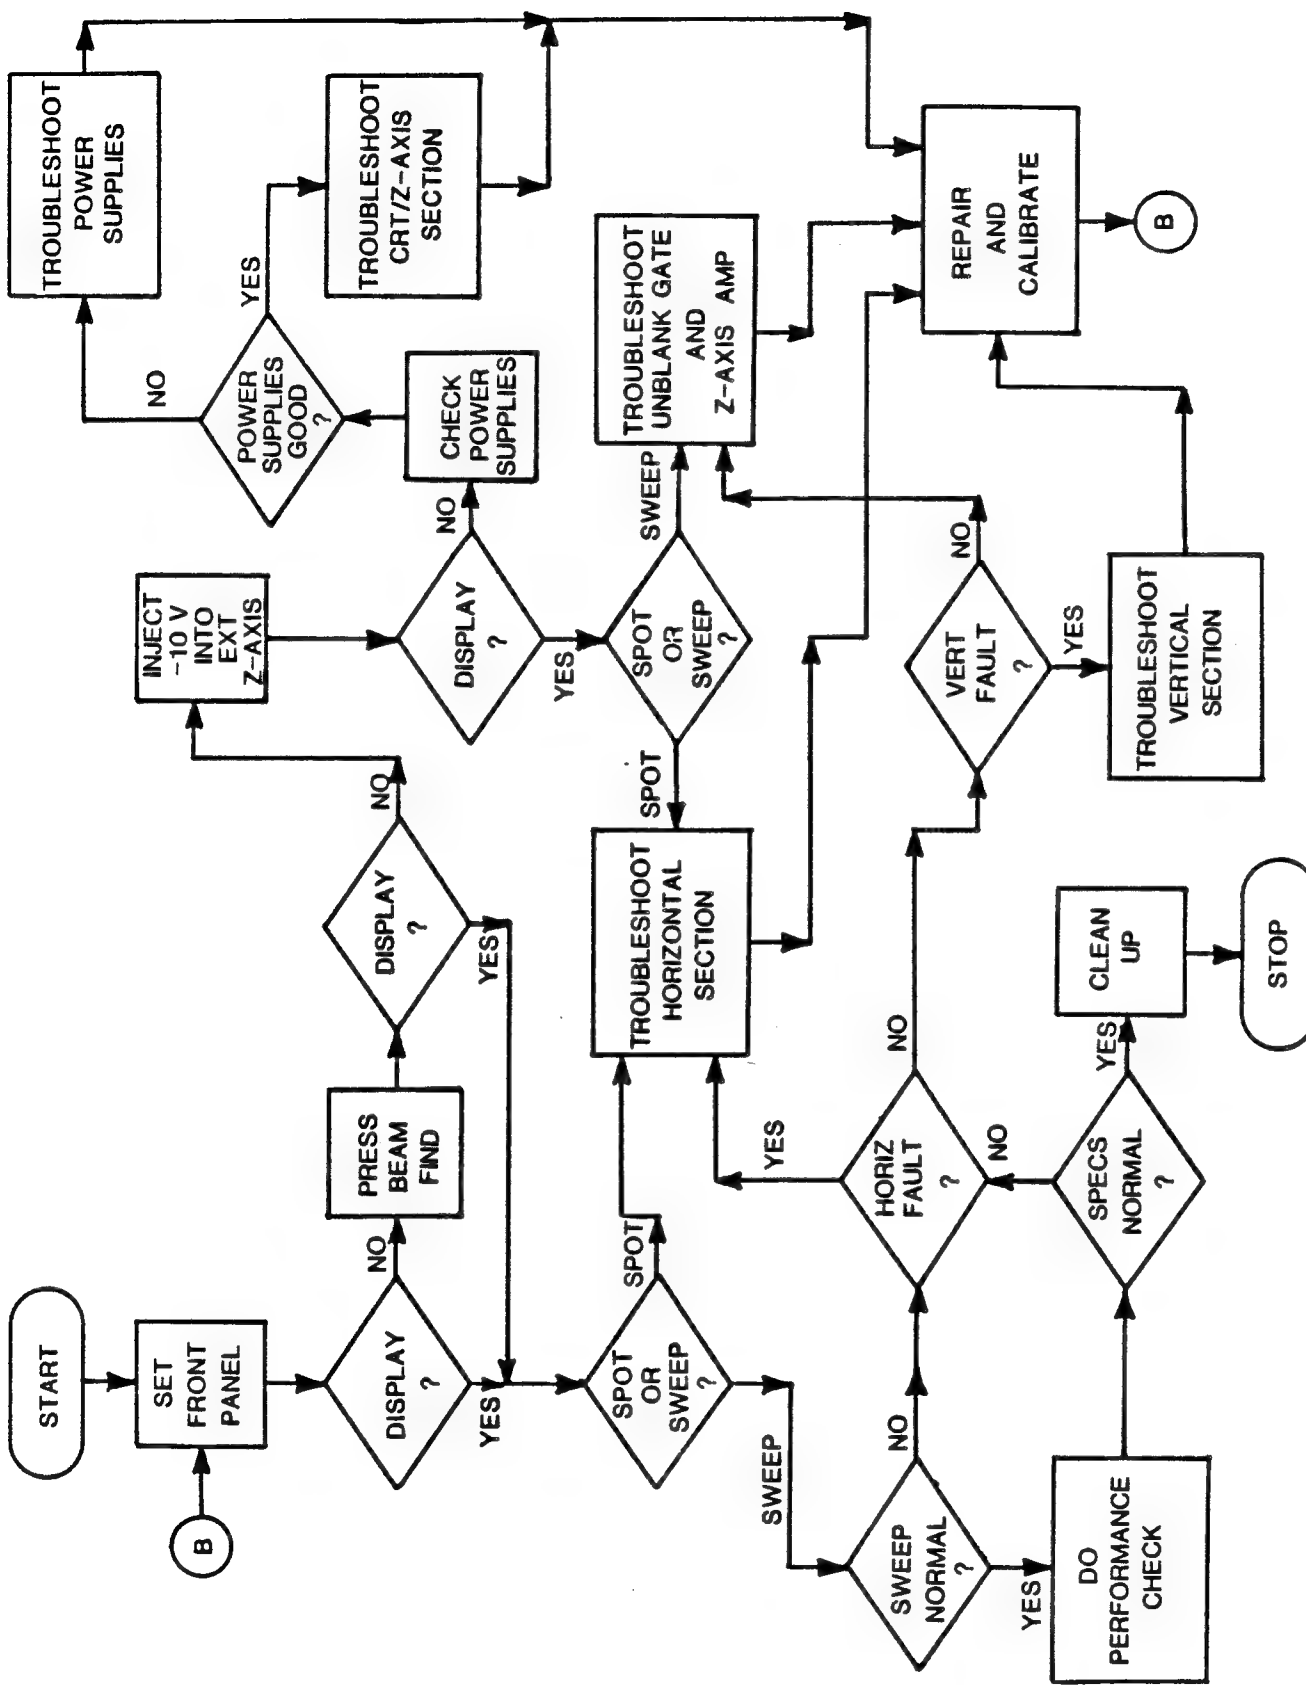 START
B
SET
FRONT
PANEL
DISPLAY
?
NO
YES
PRESS
BEAM
FIND
DISPLAY
?
NO
YES
INJECT
-10 V
INTO
EXT
Z-AXIS
DISPLAY
?
NO
YES
CHECK
POWER
SUPPLIES
POWER
SUPPLIES
GOOD
?
NO
YES
TROUBLESHOOT
POWER
SUPPLIES
TROUBLESHOOT
CRT/Z-AXIS
SECTION
SPOT
OR
SWEEP
?
SPOT
SWEEP
TROUBLESHOOT
HORIZONTAL
SECTION
SPOT
OR
SWEEP
?
SPOT
SWEEP
TROUBLESHOOT
UNBLANK GATE
AND
Z-AXIS AMP
SWEEP
NORMAL
?
NO
YES
HORIZ
FAULT
?
YES
NO
VERT
FAULT
?
NO
YES
REPAIR
AND
CALIBRATE
B
DO
PERFORMANCE
CHECK
SPECS
NORMAL
?
NO
YES
CLEAN
UP
STOP
TROUBLESHOOT
VERTICAL
SECTION